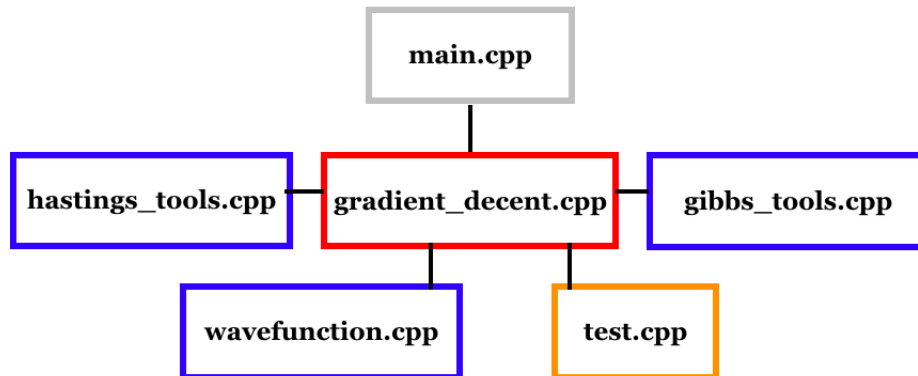 main.cpp
hastings_tools.cpp
gradient_decent.cpp
gibbs_tools.cpp
wavefunction.cpp
test.cpp